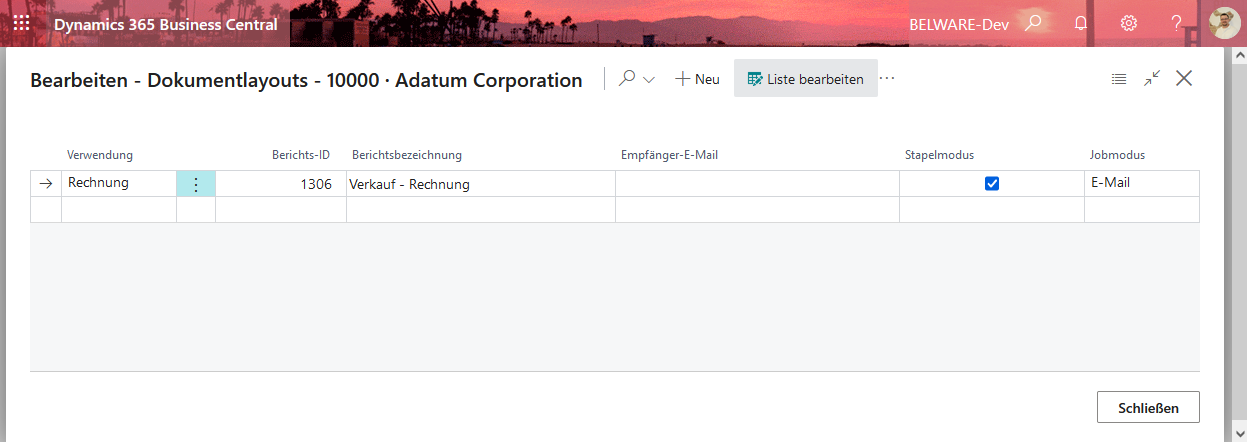 Dynamics 365 Business Central BELWARE-Dev ?
Bearbeiten - Dokumentlayouts - 10000 · Adatum Corporation Neu Liste bearbeiten ···
Verwendung Berichts-ID Berichtsbezeichnung Empfänger-E-Mail Stapelmodus Jobmodus
Rechnung 1306 Verkauf - Rechnung E-Mail
Schließen